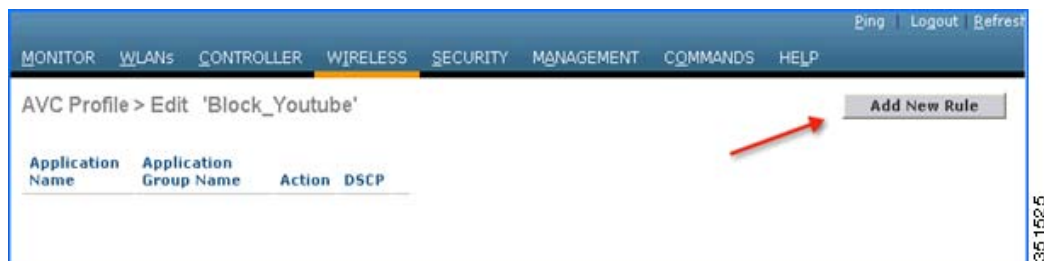 Ping | Logout | Refresh
MONITOR WLANs CONTROLLER WIRELESS SECURITY MANAGEMENT COMMANDS HELP
AVC Profile > Edit 'Block_Youtube'
Add New Rule
Application Name Application Group Name Action DSCP
351525